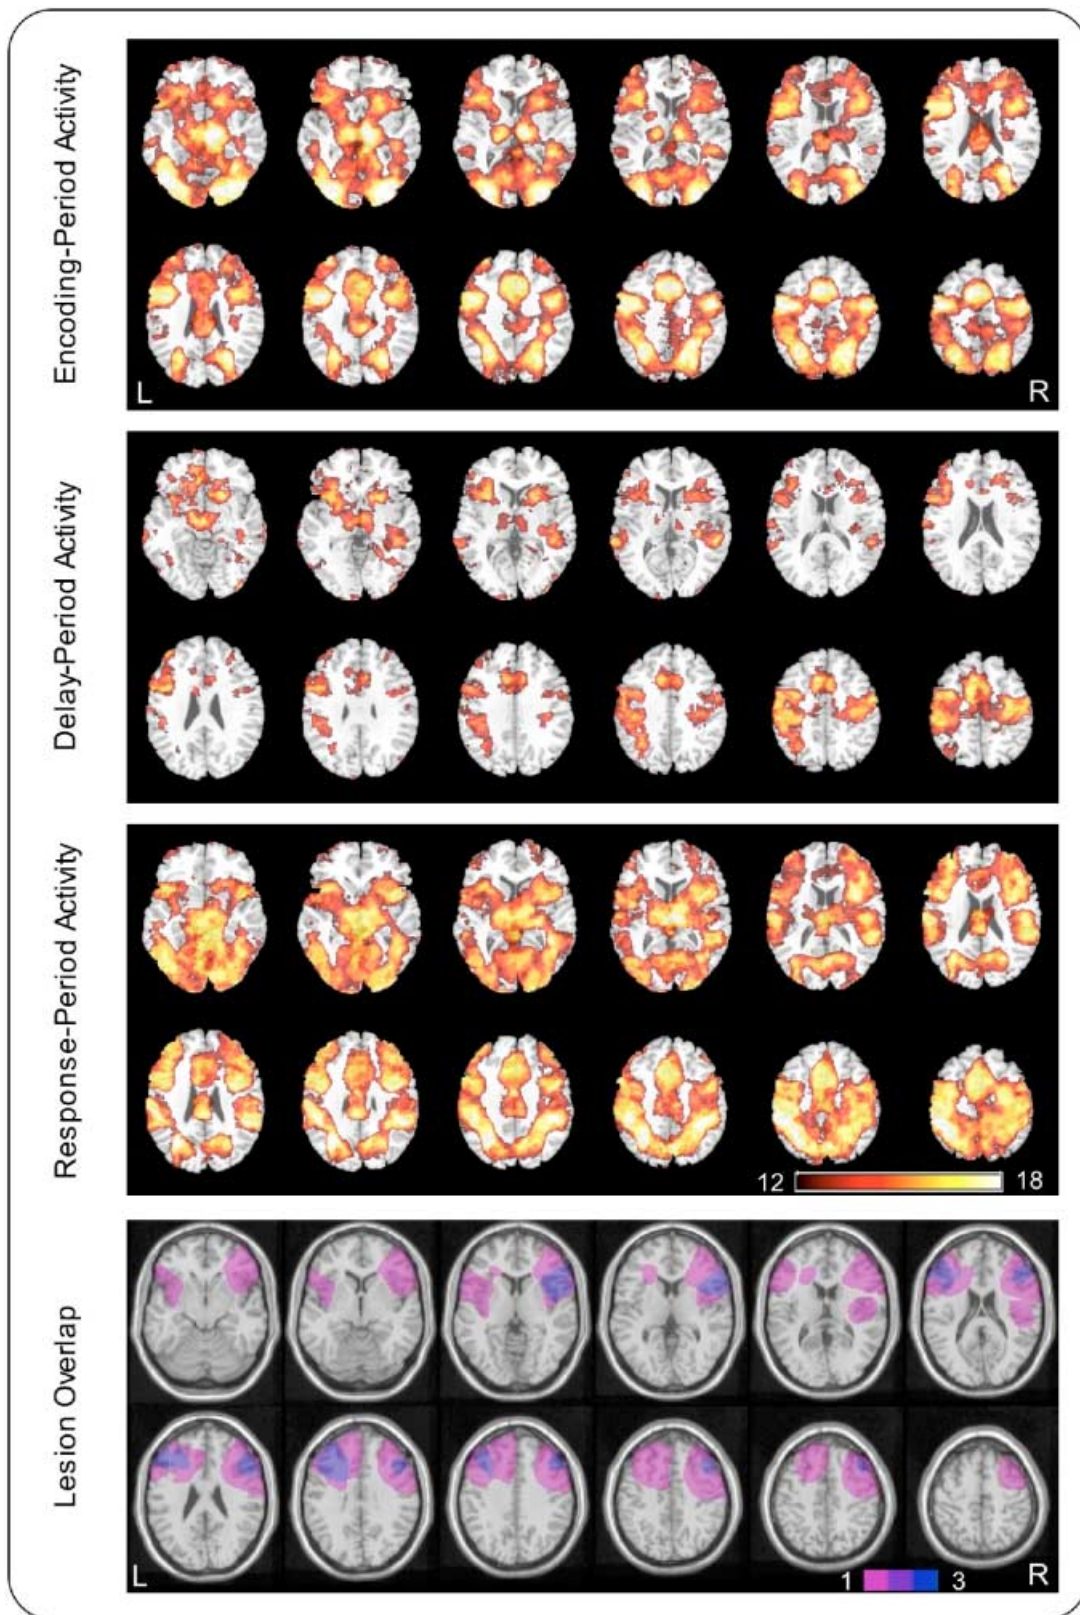 Encoding-Period Activity
L
R
Delay-Period Activity
Response-Period Activity
12
18
Lesion Overlap
L
1
3
R